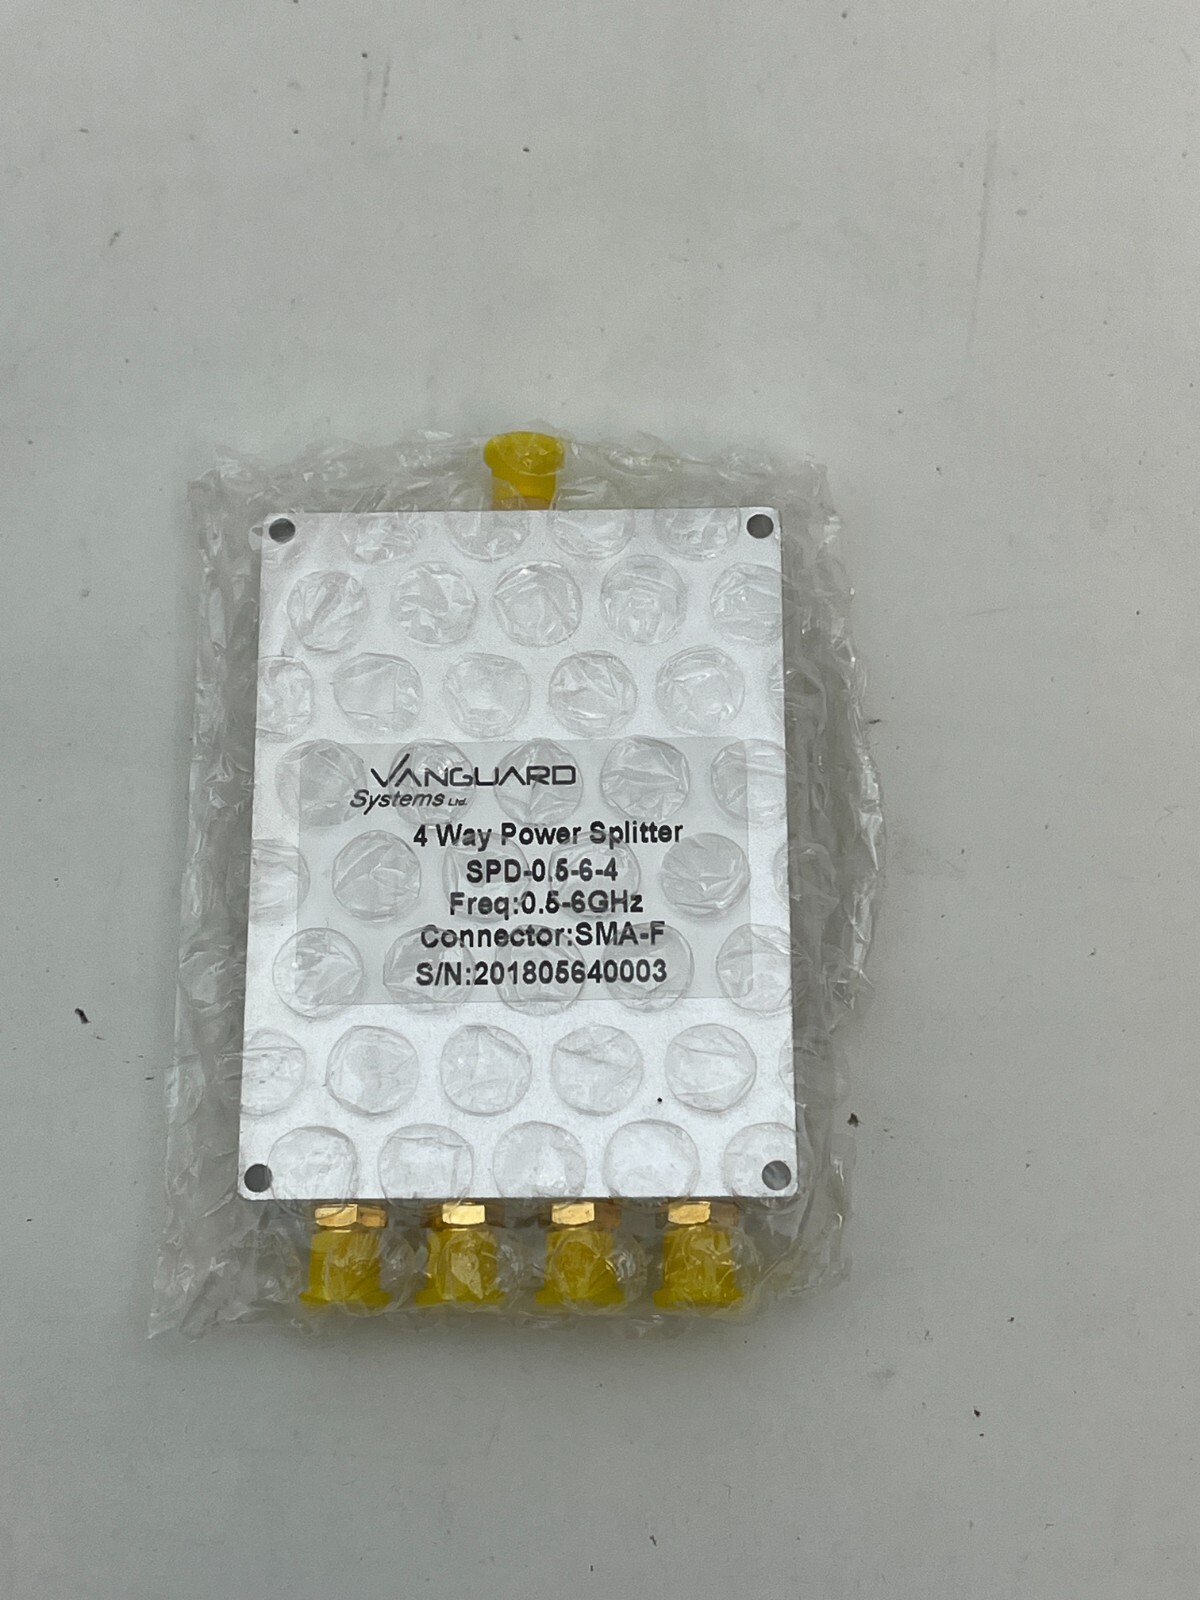 VANGUARD
Systems Ltd.
4 Way Power Splitter
SPD-0.5-6-4
Freq:0.5-6GHz
Connector:SMA-F
S/N:201805640003